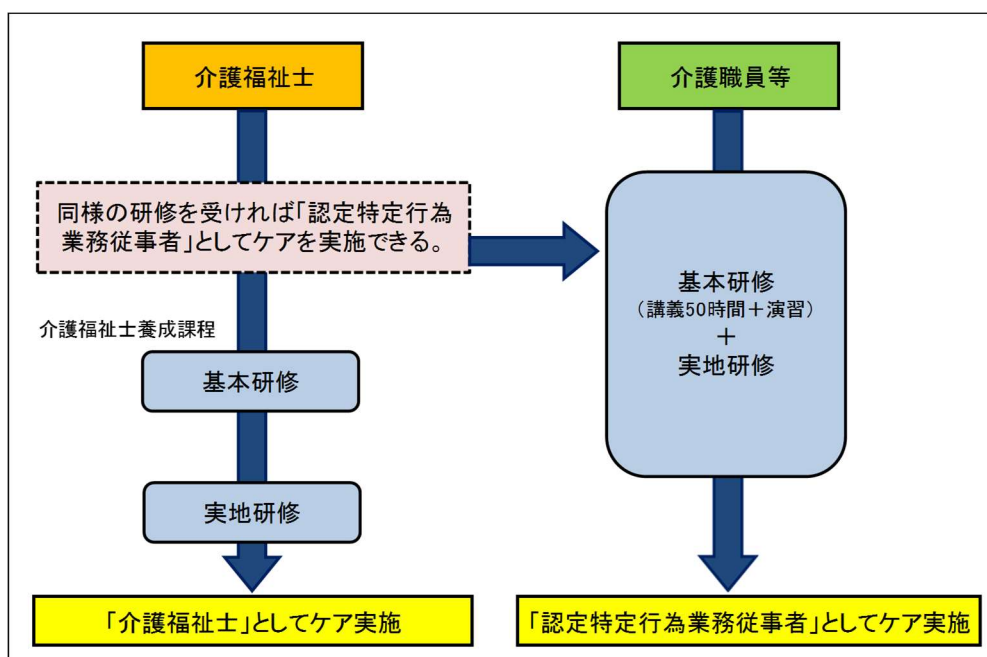 介護福祉士
同様の研修を受ければ「認定特定行為
業務従事者」としてケアを実施できる。
介護福祉士養成課程
基本研修
実地研修
「介護福祉士」としてケア実施
介護職員等
基本研修
（講義50時間＋演習）
＋
実地研修
「認定特定行為業務従事者」としてケア実施